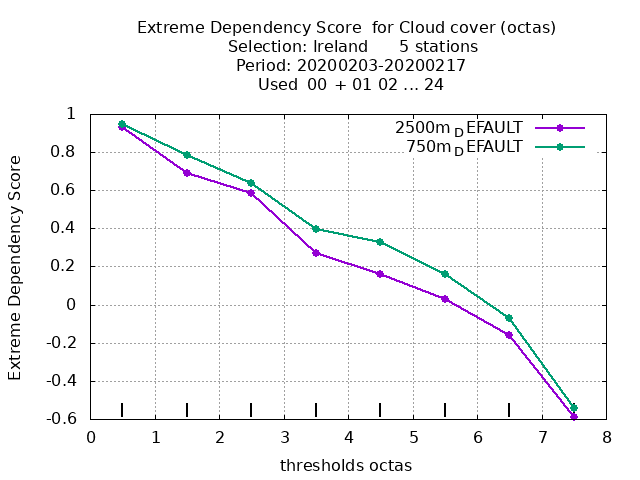 Extreme Dependency Score  for Cloud cover (octas)
Selection: Ireland      5 stations
Period: 20200203-20200217
Used  00  + 01 02 ... 24
2500m_DEFAULT
750m_DEFAULT
1
0.8
0.6
0.4
0.2
0
-0.2
-0.4
-0.6
Extreme Dependency Score
0 1 2 3 4 5 6 7 8
thresholds octas